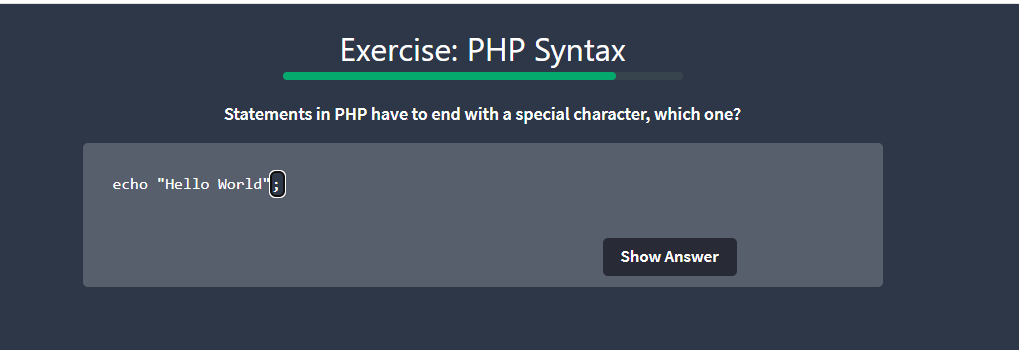 Exercise: PHP Syntax
Statements in PHP have to end with a special character, which one?
echo "Hello World";
Show Answer